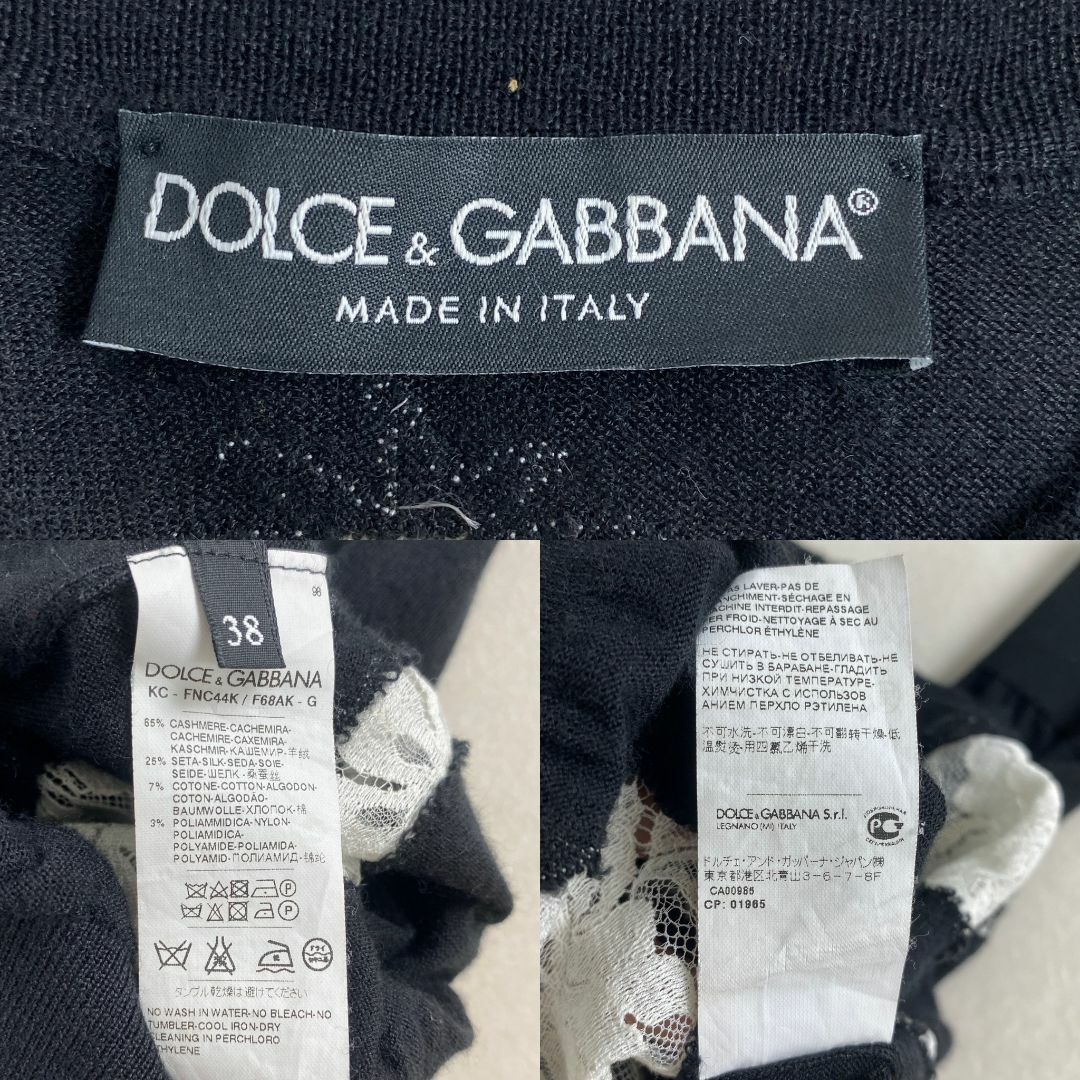 DOLCE & GABBANA®
MADE IN ITALY
98
38
DOLCE & GABBANA
KC - FNC44K / F68AK - G
65% CASHMERE-CACHEMIRA-
CACHEMIRE-CAXEMIRA-
KASCHMIR-КАШЕМИР-羊绒
25% SETA-SILK-SEDA-SOIE-
SEIDE-ШЕЛК-桑蚕丝
7% COTONE-COTTON-ALGODON-
COTON-ALGODÃO-
BAUMWOLLE-ХЛОПОК-棉
3% POLIAMMIDICA-NYLON-
POLIAMIDICA-
POLYAMIDE-POLIAMIDA-
POLYAMID-ПОЛИАМИД-锦纶
タンブル乾燥は避けてください
NO WASH IN WATER-NO BLEACH-NO
TUMBLER-COOL IRON-DRY
CLEANING IN PERCHLORO
ETHYLENE
LAVER-PAS DE
BLANCHIMENT-SÉCHAGE EN
MACHINE INTERDIT-REPASSAGE
FER FROID-NETTOYAGE À SEC AU
PERCHLOR ÉTHYLÈNE
НЕ СТИРАТЬ-НЕ ОТБЕЛИВАТЬ-НЕ
СУШИТЬ В БАРАБАНЕ-ГЛАДИТЬ
ПРИ НИЗКОЙ ТЕМПЕРАТУРЕ-
ХИМЧИСТКА С ИСПОЛЬЗОВ
АНИЕМ ПЕРХЛО РЭТИЛЕНА
不可水洗-不可漂白-不可翻转干燥-低
温熨烫-用四氯乙烯干洗
DOLCE & GABBANA S.r.l.
LEGNANO (MI) ITALY
ドルチェ・アンド・ガッバーナ・ジャパン㈱
東京都港区北青山3-6-7-8F
CA00985
CP: 01965